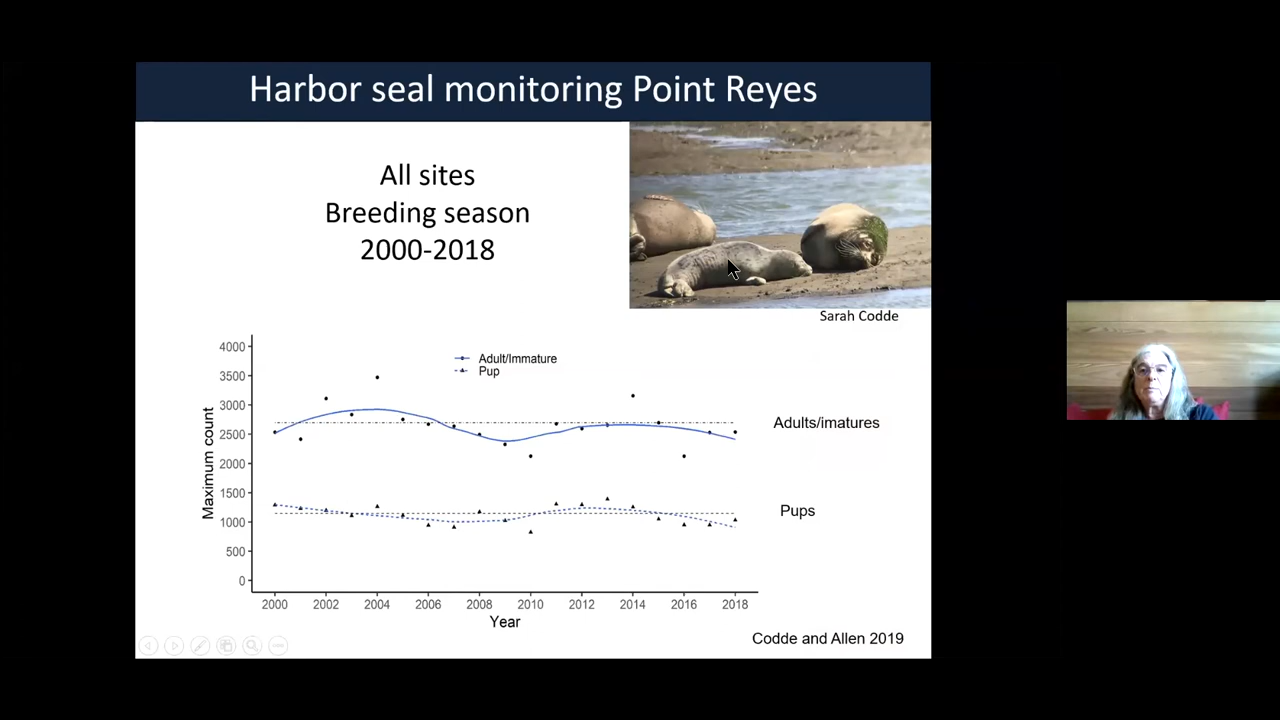 Harbor seal monitoring Point Reyes
All sites
Breeding season
2000-2018
Sarah Codde
4000
3500
3000
2500
2000
1500
1000
500
0
Maximum count
Adult/Immature
Pup
Adults/imatures
Pups
2000 2002 2004 2006 2008 2010 2012 2014 2016 2018
Year
Codde and Allen 2019